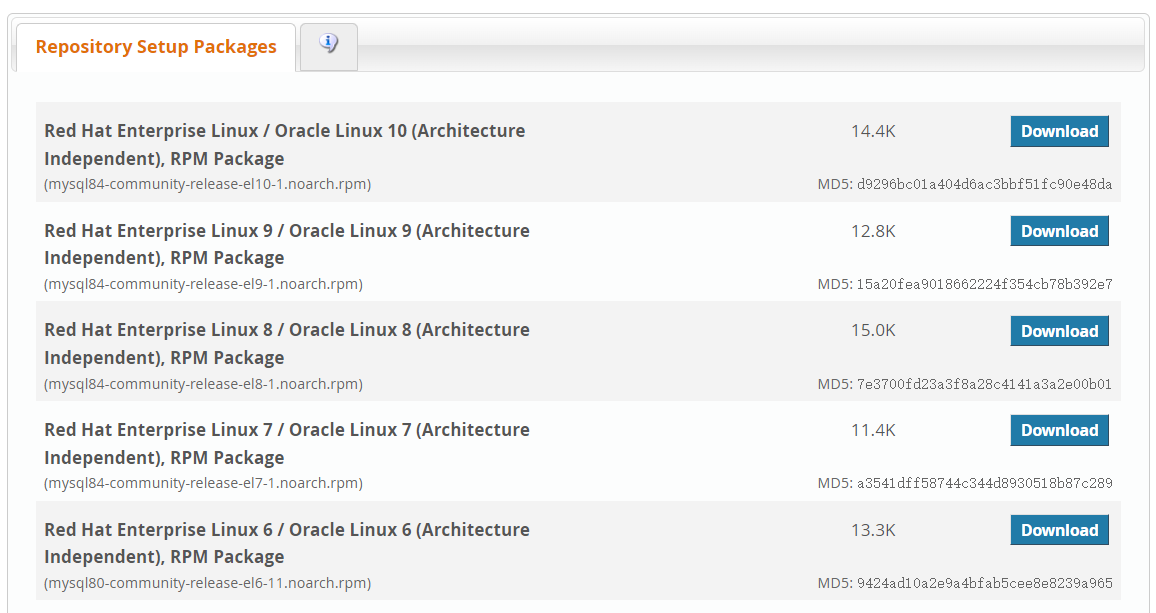 Repository Setup Packages
Red Hat Enterprise Linux / Oracle Linux 10 (Architecture
Independent), RPM Package
14.4K
Download
(mysql84-community-release-el10-1.noarch.rpm)
MD5: d9296bc01a404d6ac3bbf51fc90e48da
Red Hat Enterprise Linux 9 / Oracle Linux 9 (Architecture
Independent), RPM Package
12.8K
Download
(mysql84-community-release-el9-1.noarch.rpm)
MD5: 15a20fea9018662224f354cb78b392e7
Red Hat Enterprise Linux 8 / Oracle Linux 8 (Architecture
Independent), RPM Package
15.0K
Download
(mysql84-community-release-el8-1.noarch.rpm)
MD5: 7e3700fd23a3f8a28c4141a3a2e00b01
Red Hat Enterprise Linux 7 / Oracle Linux 7 (Architecture
Independent), RPM Package
11.4K
Download
(mysql84-community-release-el7-1.noarch.rpm)
MD5: a3541dff58744c344d8930518b87c289
Red Hat Enterprise Linux 6 / Oracle Linux 6 (Architecture
Independent), RPM Package
13.3K
Download
(mysql80-community-release-el6-11.noarch.rpm)
MD5: 9424ad10a2e9a4bfab5cee8e8239a965